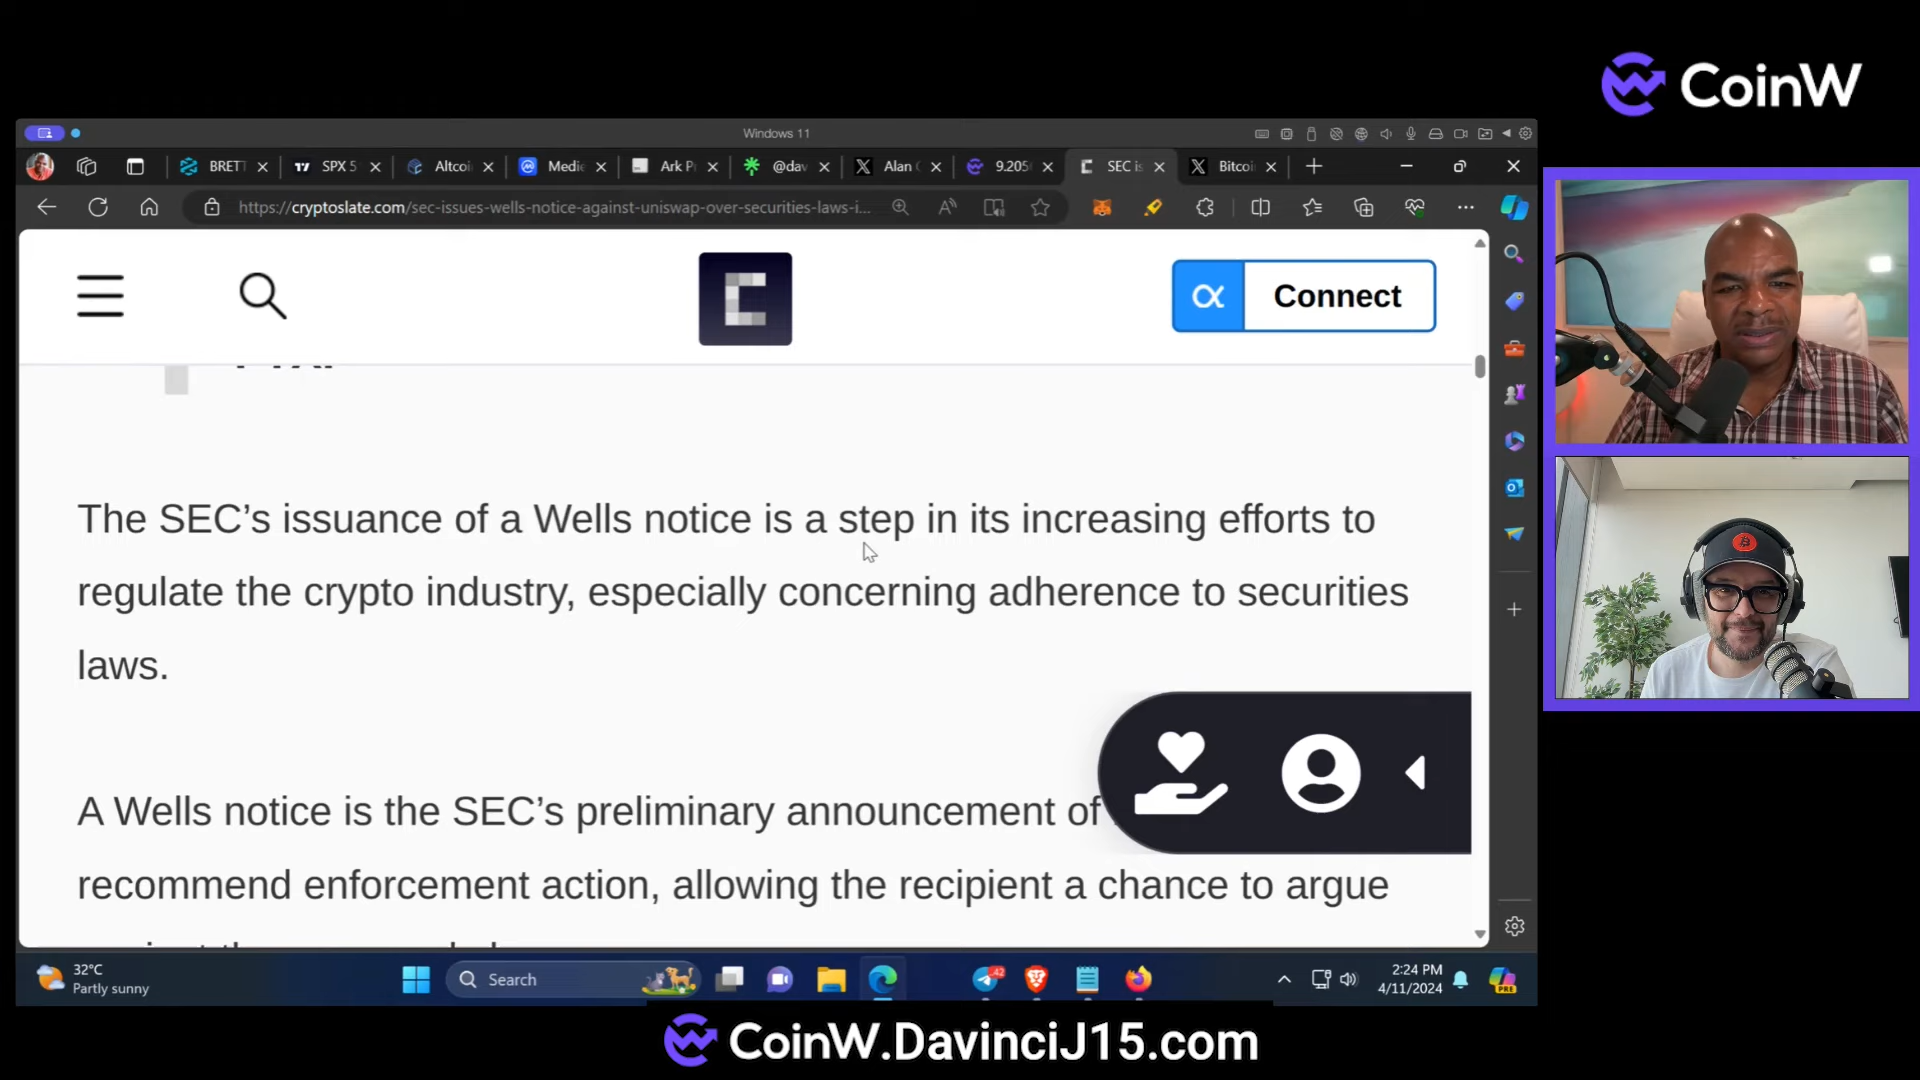 CoinW
Windows 11
BRETT
SPX 5
Altcoi
Medie
Ark P
@dav
Alan
9.205
SEC is
Bitcoi
https://cryptoslate.com/sec-issues-wells-notice-against-uniswap-over-securities-laws-i...
Connect
The SEC’s issuance of a Wells notice is a step in its increasing efforts to
regulate the crypto industry, especially concerning adherence to securities
laws.
A Wells notice is the SEC’s preliminary announcement of
recommend enforcement action, allowing the recipient a chance to argue
32°C
Partly sunny
Search
42
2:24 PM
4/11/2024
PRE
CoinW.DavinciJ15.com